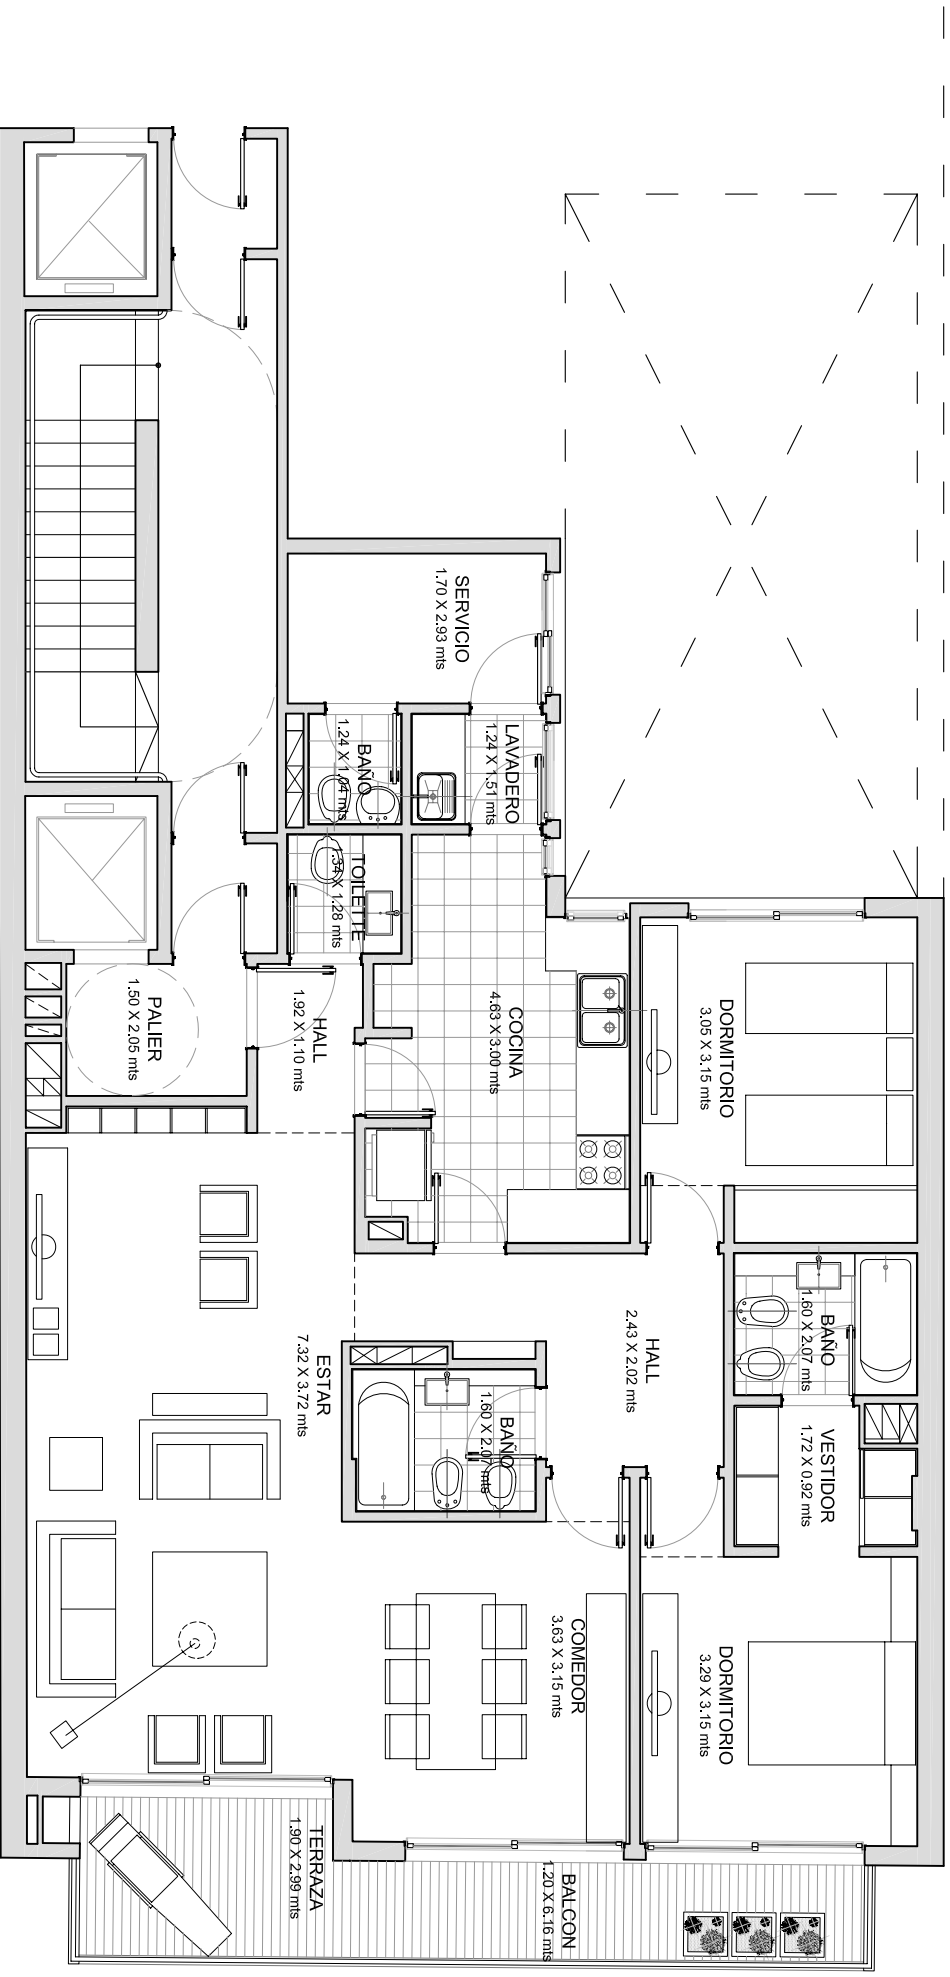 SERVICIO
1.70 X 2.93 mts
LAVADERO
1.24 X 1.51 mts
BAÑO
1.24 X 1.04 mts
TOILETTE
1.34 X 1.28 mts
PALIER
1.50 X 2.05 mts
HALL
1.92 X 1.10 mts
COCINA
4.63 X 3.00 mts
DORMITORIO
3.05 X 3.15 mts
BAÑO
1.60 X 2.07 mts
HALL
2.43 X 2.02 mts
ESTAR
7.32 X 3.72 mts
BAÑO
1.60 X 2.07 mts
VESTIDOR
1.72 X 0.92 mts
COMEDOR
3.63 X 3.15 mts
DORMITORIO
3.29 X 3.15 mts
TERRAZA
1.90 X 2.99 mts
BALCON
1.20 X 6.16 mts